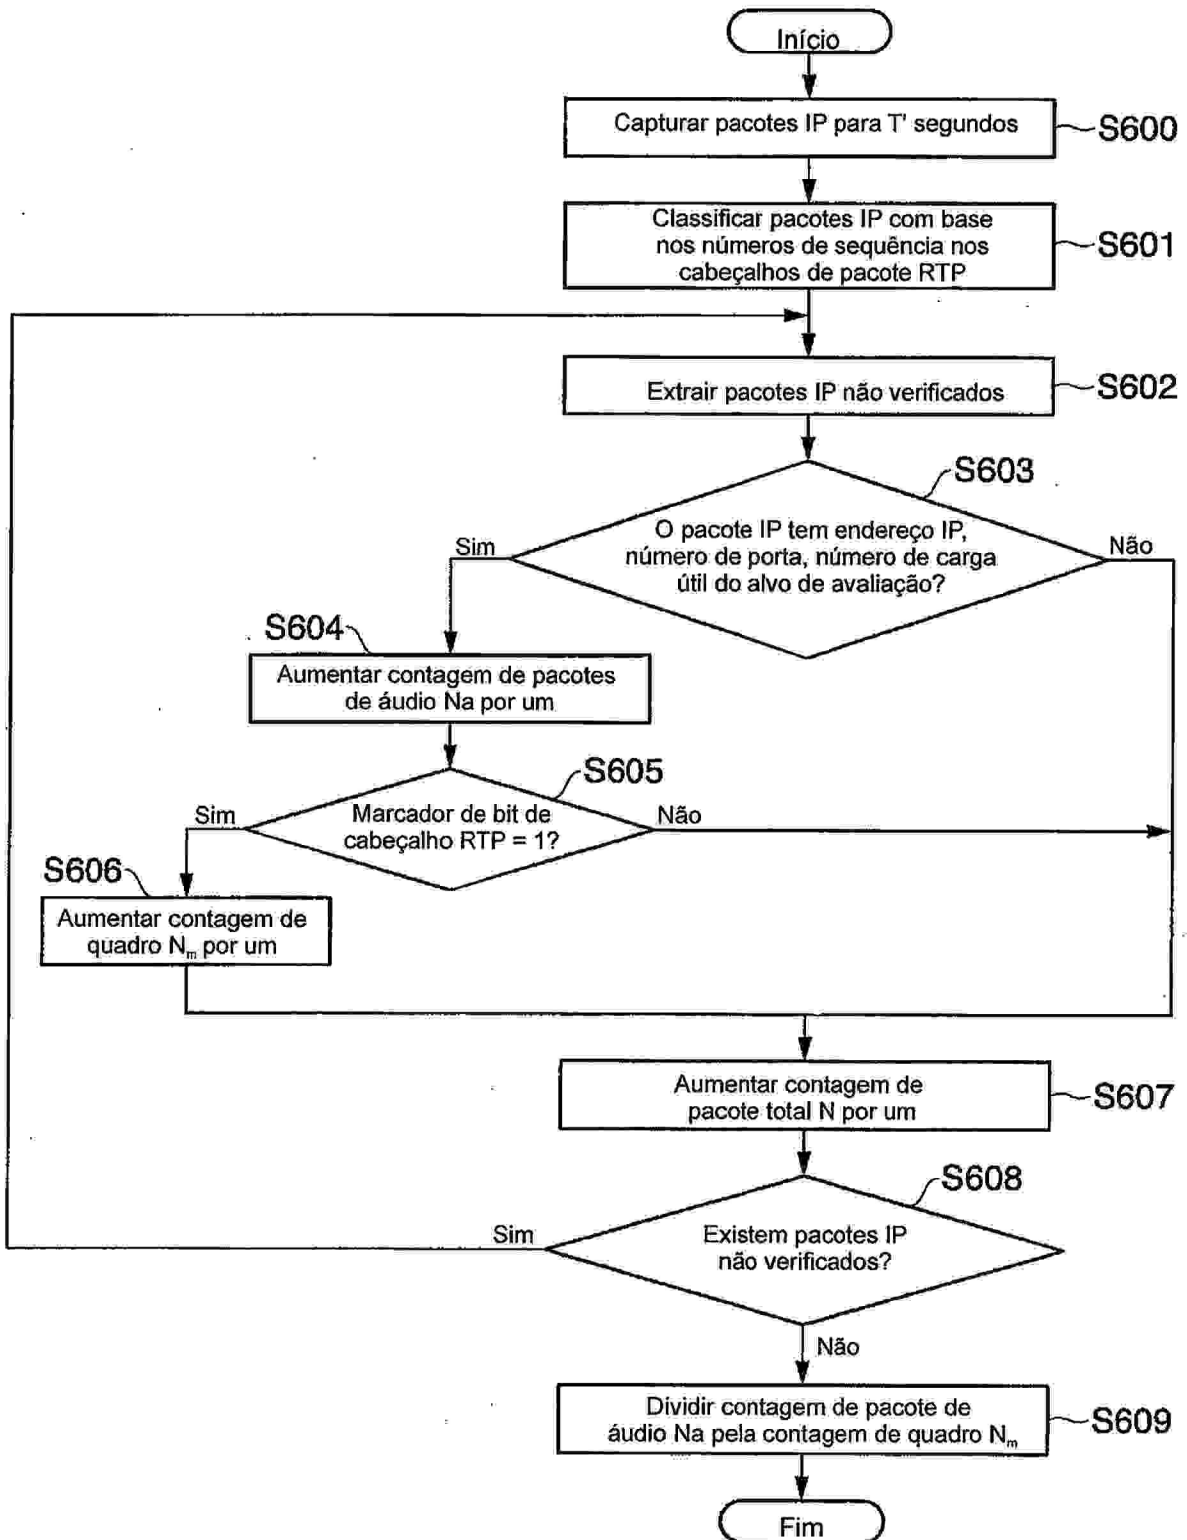 Início
Capturar pacotes IP para T' segundos
S600
Classificar pacotes IP com base
nos números de sequência nos
cabeçalhos de pacote RTP
S601
Extrair pacotes IP não verificados
S602
S603
O pacote IP tem endereço IP,
número de porta, número de carga
útil do alvo de avaliação?
Sim
Não
S604
Aumentar contagem de pacotes
de áudio Na por um
S605
Marcador de bit de
cabeçalho RTP = 1?
Sim
Não
S606
Aumentar contagem de
quadro Nₘ por um
Aumentar contagem de
pacote total N por um
S607
S608
Existem pacotes IP
não verificados?
Sim
Não
Dividir contagem de pacote de
áudio Na pela contagem de quadro Nₘ
S609
Fim